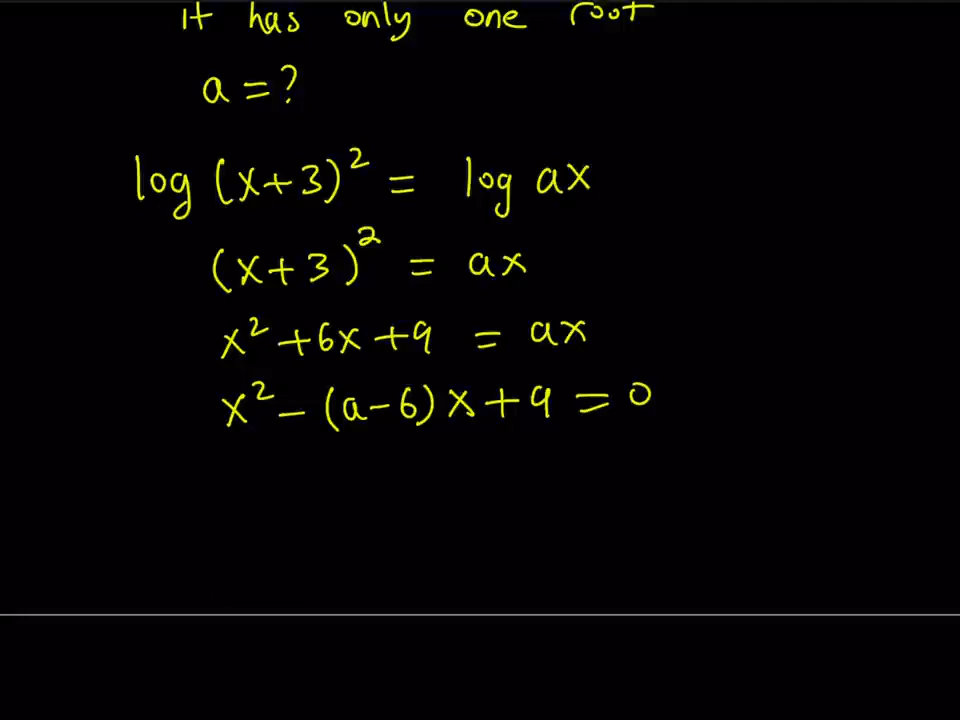 It has only one root
a = ?
log (x+3)² = log ax
(x+3)² = ax
x² + 6x + 9 = ax
x² - (a-6)x + 9 = 0